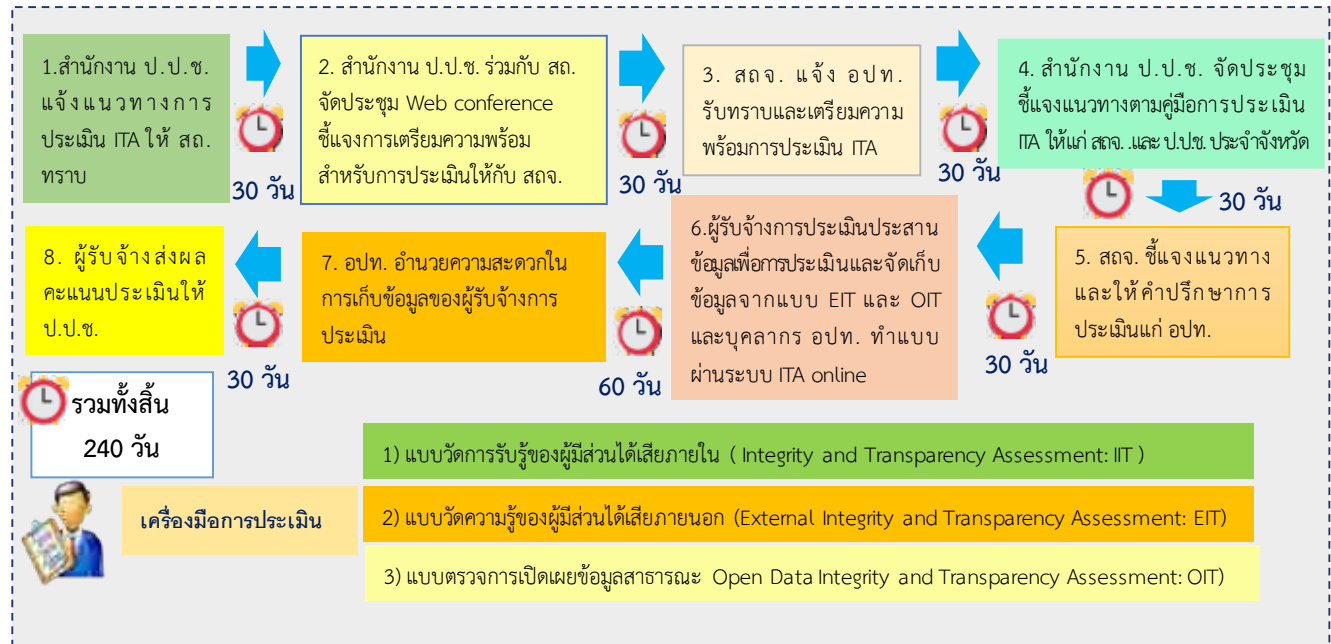 1.สำนักงาน ป.ป.ช.
แจ้งแนวทางการ
ประเมิน ITA ให้ สถ.
ทราบ
30 วัน
2. สำนักงาน ป.ป.ช. ร่วมกับ สถ.
จัดประชุม Web conference
ชี้แจงการเตรียมความพร้อม
สำหรับการประเมินให้กับ สถจ.
30 วัน
3. สถจ. แจ้ง อปท.
รับทราบและเตรียมความ
พร้อมการประเมิน ITA
30 วัน
4. สำนักงาน ป.ป.ช. จัดประชุม
ชี้แจงแนวทางตามคู่มือการประเมิน
ITA ให้แก่ สถจ. .และ ป.ป.ช. ประจำจังหวัด
30 วัน
5. สถจ. ชี้แจงแนวทาง
และให้คำปรึกษาการ
ประเมินแก่ อปท.
30 วัน
6.ผู้รับจ้างการประเมินประสาน
ข้อมูลเพื่อการประเมินและจัดเก็บ
ข้อมูลจากแบบ EIT และ OIT
และบุคลากร อปท. ทำแบบ
ผ่านระบบ ITA online
60 วัน
7. อปท. อำนวยความสะดวกใน
การเก็บข้อมูลของผู้รับจ้างการ
ประเมิน
30 วัน
8. ผู้รับจ้างส่งผล
คะแนนประเมินให้
ป.ป.ช.
รวมทั้งสิ้น
240 วัน
เครื่องมือการประเมิน
1) แบบวัดการรับรู้ของผู้มีส่วนได้เสียภายใน ( Integrity and Transparency Assessment: IIT )
2) แบบวัดความรู้ของผู้มีส่วนได้เสียภายนอก (External Integrity and Transparency Assessment: EIT)
3) แบบตรวจการเปิดเผยข้อมูลสาธารณะ Open Data Integrity and Transparency Assessment: OIT)